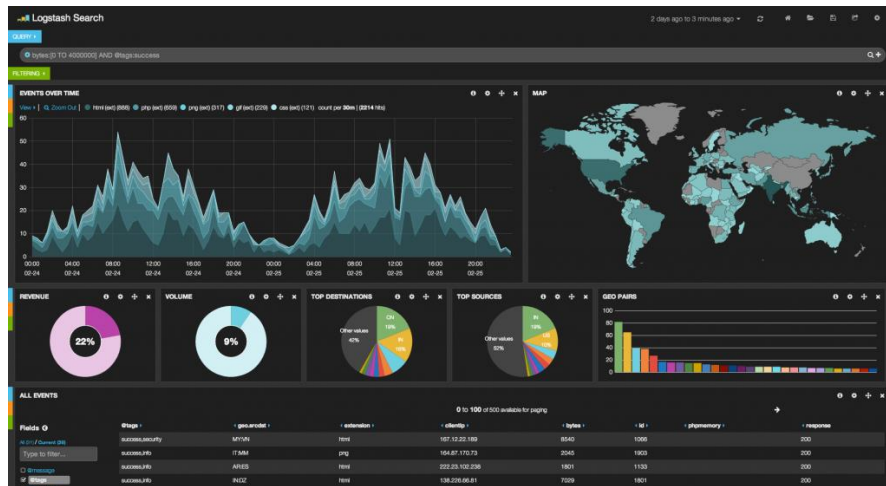 Logstash Search
2 days ago to 3 minutes ago
QUERY
bytes:[0 TO 4000000] AND @tags:success
FILTERING
EVENTS OVER TIME
View | Zoom Out | html (ext) (888) php (ext) (659) png (ext) (317) gif (ext) (229) css (ext) (121) count per 30m | (2214 hits)
60
50
40
30
20
10
0
00:00 04:00 08:00 12:00 16:00 20:00 00:00 04:00 08:00 12:00 16:00 20:00
02-24 02-24 02-24 02-24 02-24 02-24 02-25 02-25 02-25 02-25 02-25 02-25
MAP
REVENUE
22%
VOLUME
9%
TOP DESTINATIONS
CN
19%
IN
Other values
42%
TOP SOURCES
IN
19%
Other values
GEO PAIRS
100
80
60
40
20
0
ALL EVENTS
0 to 100 of 500 available for paging
Fields
/ Current
Type to filter...
@message
@tags
@tags geo.srcdst extension clientip bytes id phpmemory response
success,security MY:VN html 167.12.22.189 8540 1066 200
success,info IT:MM png 164.87.170.73 2045 1903 200
success,info AR:ES html 222.23.102.238 1801 1133 200
success,info IN:DZ html 138.226.66.81 7029 1801 200